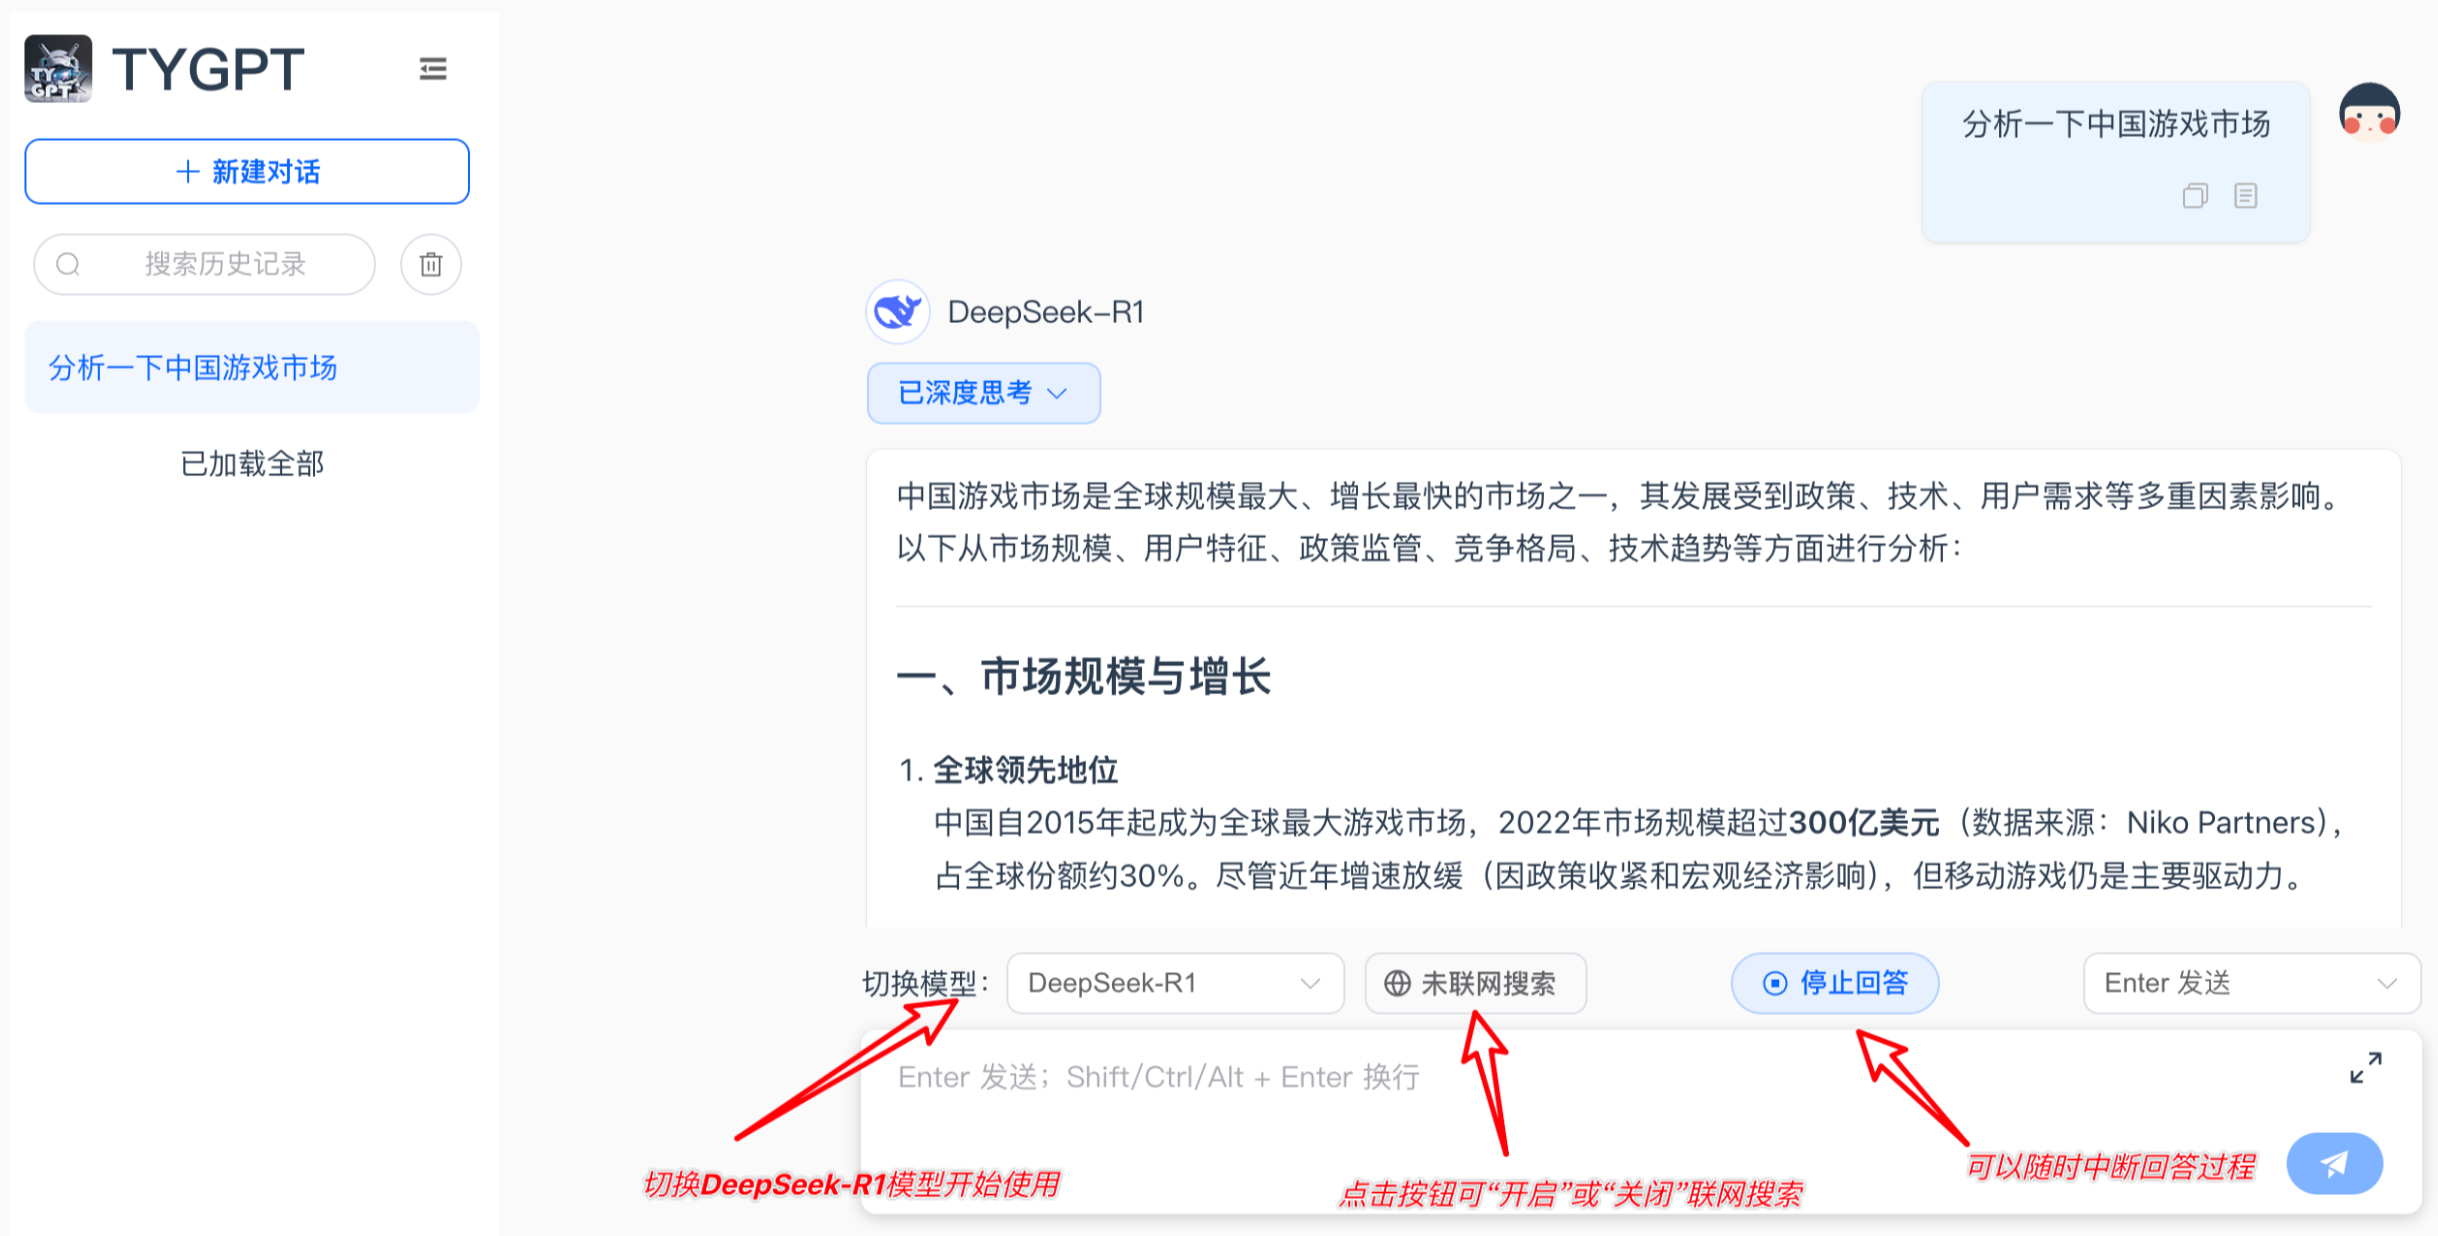 TYGPT
TY
GPT
+ 新建对话
搜索历史记录
分析一下中国游戏市场
已加载全部
分析一下中国游戏市场
DeepSeek-R1
已深度思考
中国游戏市场是全球规模最大、增长最快的市场之一，其发展受到政策、技术、用户需求等多重因素影响。
以下从市场规模、用户特征、政策监管、竞争格局、技术趋势等方面进行分析：
一、市场规模与增长
1. 全球领先地位
中国自2015年起成为全球最大游戏市场，2022年市场规模超过300亿美元（数据来源：Niko Partners），
占全球份额约30%。尽管近年增速放缓（因政策收紧和宏观经济影响），但移动游戏仍是主要驱动力。
切换模型： DeepSeek-R1 未联网搜索 停止回答 Enter 发送
Enter 发送；Shift/Ctrl/Alt + Enter 换行
切换DeepSeek-R1模型开始使用
点击按钮可“开启”或“关闭”联网搜索
可以随时中断回答过程